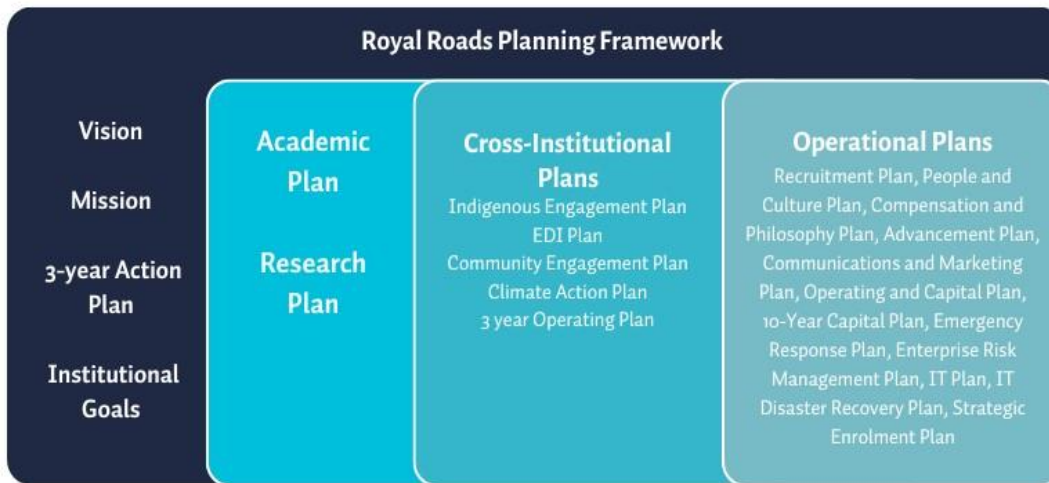 Royal Roads Planning Framework
Vision
Mission
3-year Action
Plan
Institutional
Goals
Academic
Plan
Research
Plan
Cross-Institutional
Plans
Indigenous Engagement Plan
EDI Plan
Community Engagement Plan
Climate Action Plan
3 year Operating Plan
Operational Plans
Recruitment Plan, People and
Culture Plan, Compensation and
Philosophy Plan, Advancement Plan,
Communications and Marketing
Plan, Operating and Capital Plan,
10-Year Capital Plan, Emergency
Response Plan, Enterprise Risk
Management Plan, IT Plan, IT
Disaster Recovery Plan, Strategic
Enrolment Plan